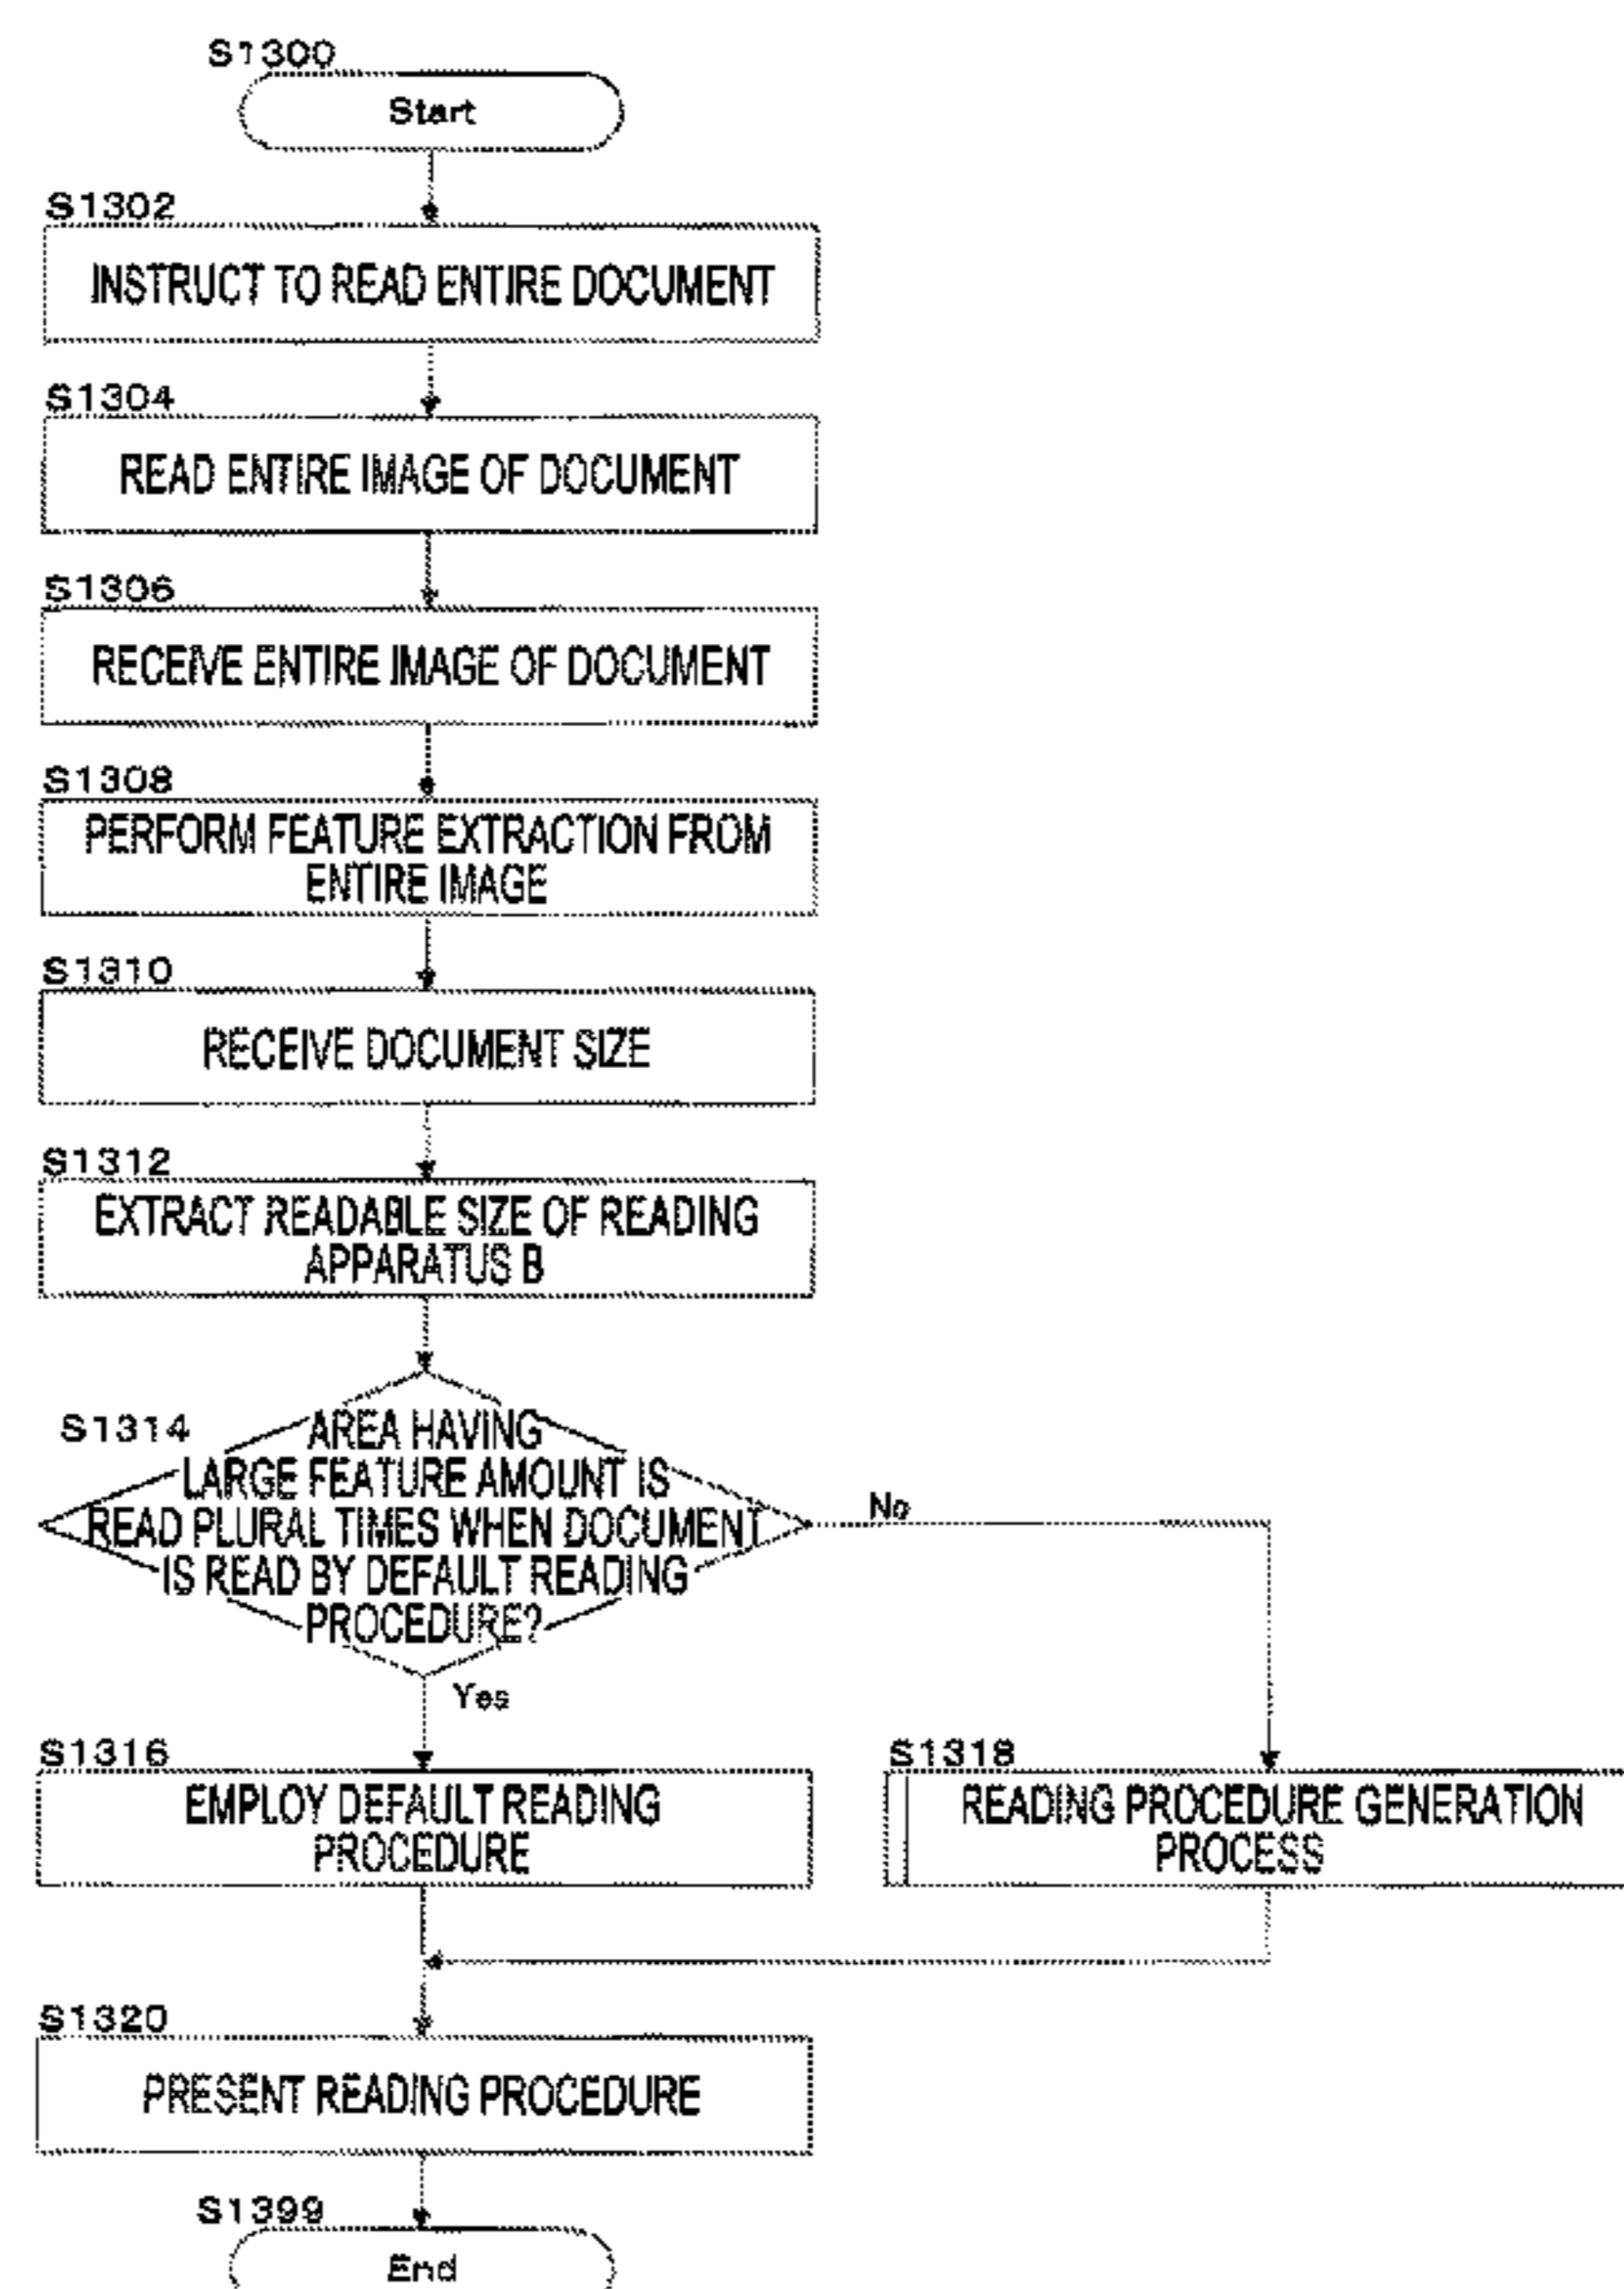 S1300
Start
S1302
INSTRUCT TO READ ENTIRE DOCUMENT
S1304
READ ENTIRE IMAGE OF DOCUMENT
S1306
RECEIVE ENTIRE IMAGE OF DOCUMENT
S1308
PERFORM FEATURE EXTRACTION FROM
ENTIRE IMAGE
S1310
RECEIVE DOCUMENT SIZE
S1312
EXTRACT READABLE SIZE OF READING
APPARATUS B
S1314
AREA HAVING
LARGE FEATURE AMOUNT IS
READ PLURAL TIMES WHEN DOCUMENT
IS READ BY DEFAULT READING
PROCEDURE?
No
Yes
S1316
EMPLOY DEFAULT READING
PROCEDURE
S1318
READING PROCEDURE GENERATION
PROCESS
S1320
PRESENT READING PROCEDURE
S1399
End